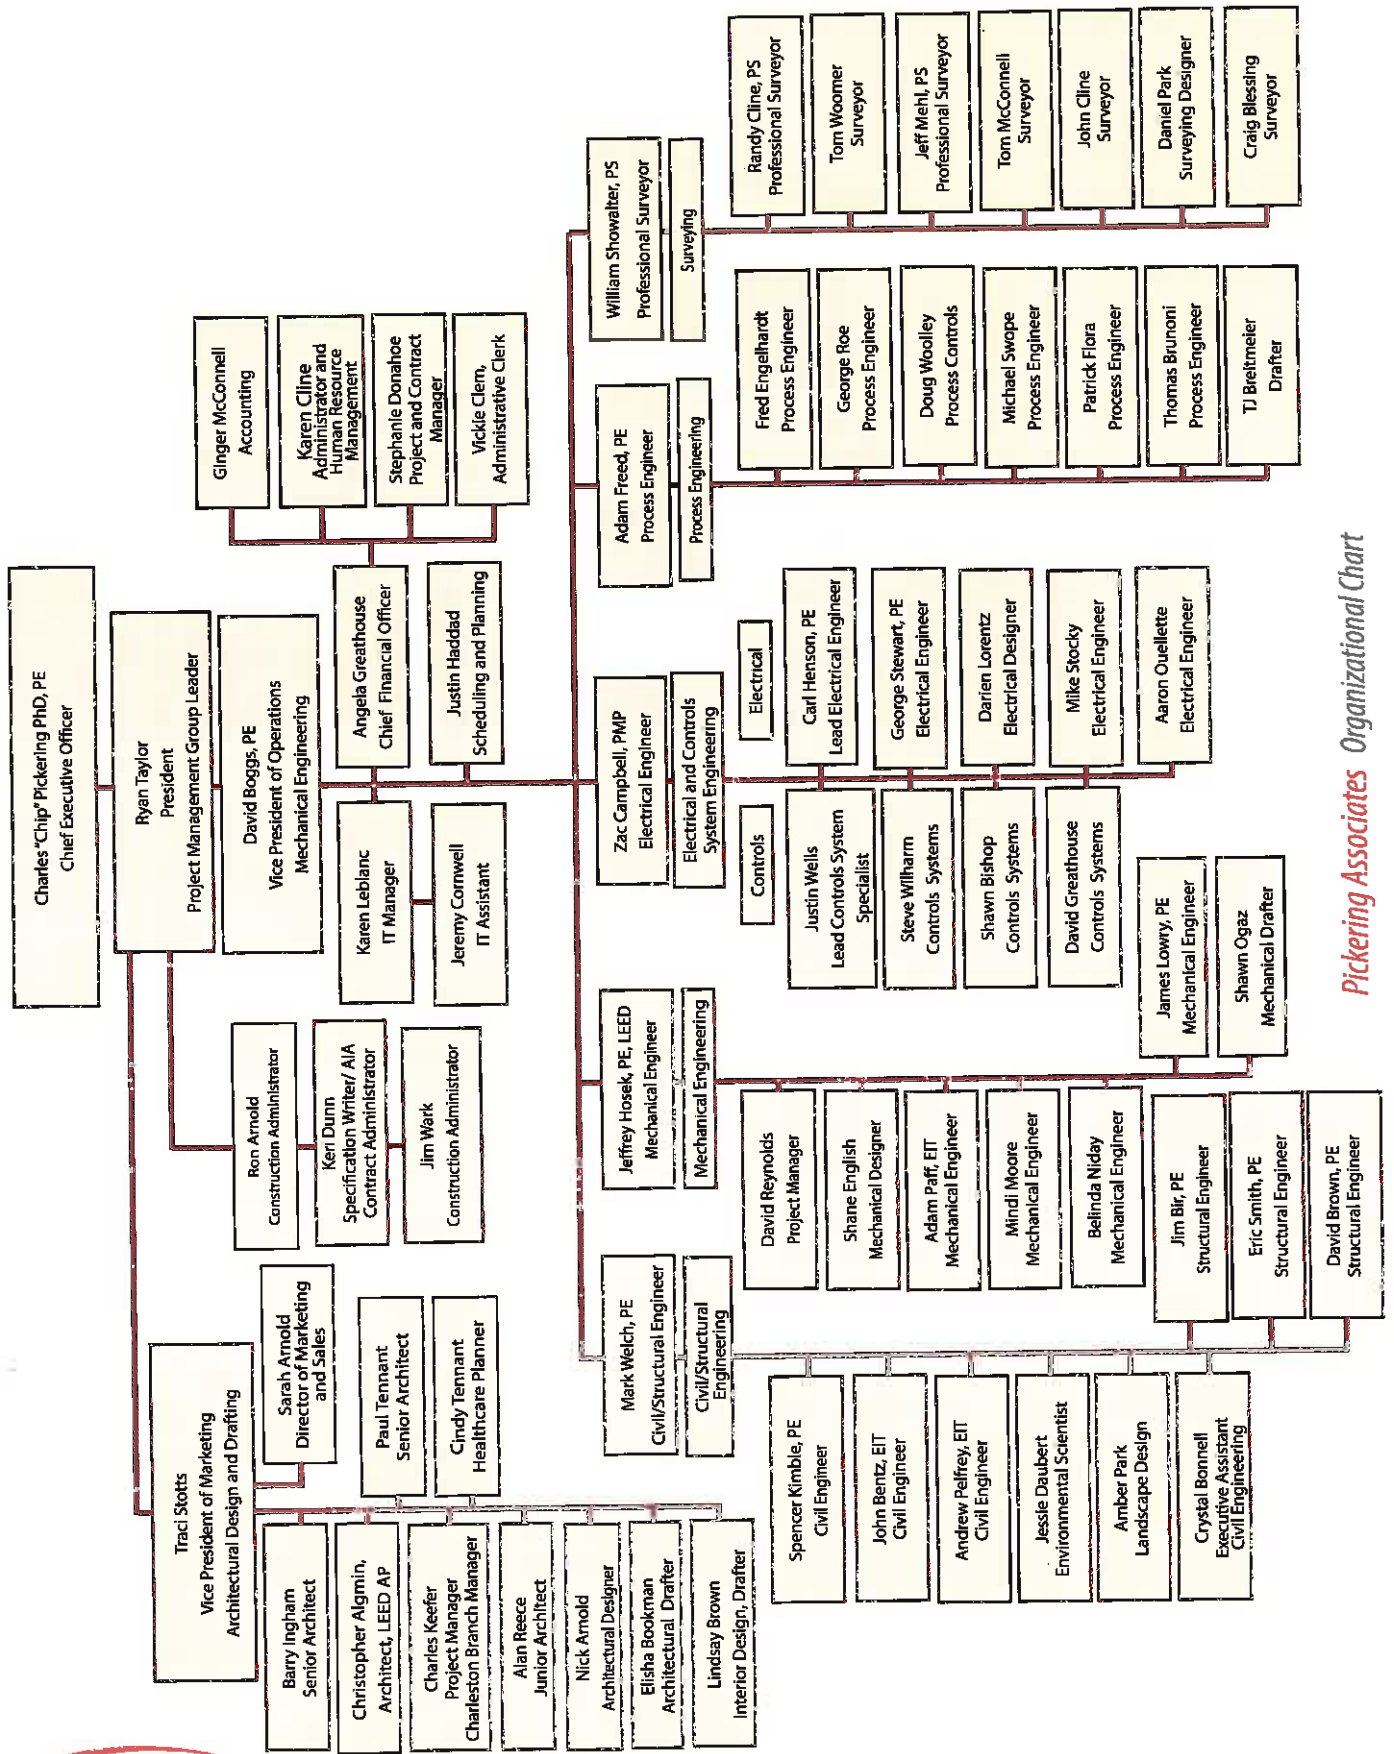 Charles "Chip" Pickering PhD, PE
Chief Executive Officer
Ryan Taylor
President
Project Management Group Leader
David Boggs, PE
Vice President of Operations
Mechanical Engineering
Traci Stotts
Vice President of Marketing
Architectural Design and Drafting
Sarah Arnold
Director of Marketing
and Sales
Barry Ingham
Senior Architect
Christopher Algmin,
Architect, LEED AP
Charles Keefer
Project Manager
Charleston Branch Manager
Alan Reece
Junior Architect
Nick Arnold
Architectural Designer
Elisha Bookman
Architectural Drafter
Lindsay Brown
Interior Design, Drafter
Paul Tennant
Senior Architect
Cindy Tennant
Healthcare Planner
Ron Arnold
Construction Administrator
Keri Dunn
Specification Writer/ AIA
Contract Administrator
Jim Wark
Construction Administrator
Karen Leblanc
IT Manager
Jeremy Cornwell
IT Assistant
Angela Greathouse
Chief Financial Officer
Justin Haddad
Scheduling and Planning
Ginger McConnell
Accounting
Karen Cline
Administrator and
Human Resource
Management
Stephanie Donahoe
Project and Contract
Manager
Vickie Clem,
Administrative Clerk
Mark Welch, PE
Civil/Structural Engineer
Civil/Structural
Engineering
Spencer Kimble, PE
Civil Engineer
John Bentz, EIT
Civil Engineer
Andrew Pelfrey, EIT
Civil Engineer
Jessie Daubert
Environmental Scientist
Amber Park
Landscape Design
Crystal Bonnell
Executive Assistant
Civil Engineering
Jim Bir, PE
Structural Engineer
Eric Smith, PE
Structural Engineer
David Brown, PE
Structural Engineer
Jeffrey Hosek, PE, LEED
Mechanical Engineer
Mechanical Engineering
David Reynolds
Project Manager
Shane English
Mechanical Designer
Adam Paff, EIT
Mechanical Engineer
Mindi Moore
Mechanical Engineer
Belinda Niday
Mechanical Engineer
James Lowry, PE
Mechanical Engineer
Shawn Ogaz
Mechanical Drafter
Zac Campbell, PMP
Electrical Engineer
Electrical and Controls
System Engineering
Controls
Justin Wells
Lead Controls System
Specialist
Steve Wilharm
Controls Systems
Shawn Bishop
Controls Systems
David Greathouse
Controls Systems
Electrical
Carl Henson, PE
Lead Electrical Engineer
George Stewart, PE
Electrical Engineer
Darien Lorentz
Electrical Designer
Mike Stocky
Electrical Engineer
Aaron Ouellette
Electrical Engineer
Adam Freed, PE
Process Engineer
Process Engineering
Fred Engelhardt
Process Engineer
George Roe
Process Engineer
Doug Woolley
Process Controls
Michael Swope
Process Engineer
Patrick Flora
Process Engineer
Thomas Brunoni
Process Engineer
TJ Breitmeier
Drafter
William Showalter, PS
Professional Surveyor
Surveying
Randy Cline, PS
Professional Surveyor
Tom Woomer
Surveyor
Jeff Mehl, PS
Professional Surveyor
Tom McConnell
Surveyor
John Cline
Surveyor
Daniel Park
Surveying Designer
Craig Blessing
Surveyor
Pickering Associates Organizational Chart